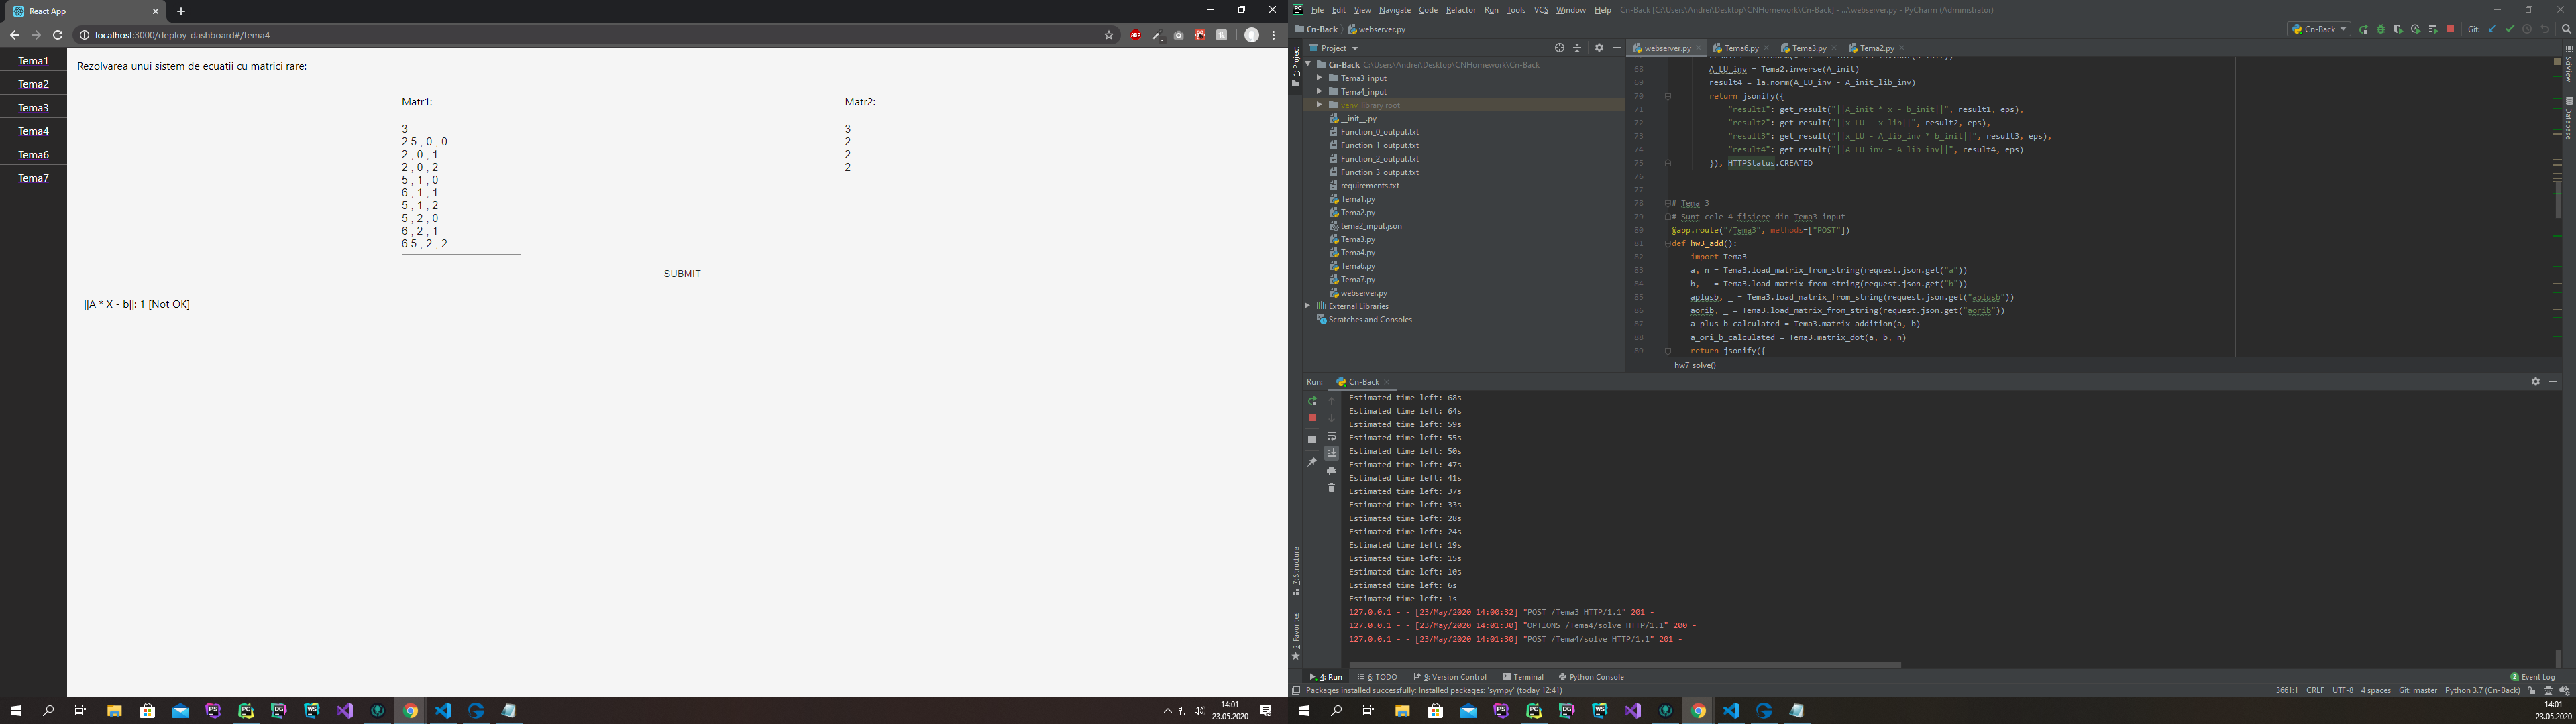 React App
localhost:3000/deploy-dashboard#/tema4
Tema1
Tema2
Tema3
Tema4
Tema6
Tema7
Rezolvarea unui sistem de ecuatii cu matrici rare:
Matr1:
3
2.5 , 0 , 0
2 , 0 , 1
2 , 0 , 2
5 , 1 , 0
6 , 1 , 1
5 , 1 , 2
5 , 2 , 0
6 , 2 , 1
6.5 , 2 , 2
Matr2:
3
2
2
2
SUBMIT
||A * X - b||: 1 [Not OK]
14:01
23.05.2020
File Edit View Navigate Code Refactor Run Tools VCS Window Help Cn-Back [C:\Users\Andrei\Desktop\CNHomework\Cn-Back] - ...\webserver.py - PyCharm (Administrator)
Cn-Back webserver.py
Cn-Back
Git:
1: Project
Project
Cn-Back C:\Users\Andrei\Desktop\CNHomework\Cn-Back
Tema3_input
Tema4_input
venv library root
__init__.py
Function_0_output.txt
Function_1_output.txt
Function_2_output.txt
Function_3_output.txt
requirements.txt
Tema1.py
Tema2.py
tema2_input.json
Tema3.py
Tema4.py
Tema6.py
Tema7.py
webserver.py
External Libraries
Scratches and Consoles
webserver.py Tema6.py Tema3.py Tema2.py
68 A_LU_inv = Tema2.inverse(A_init)
69 result4 = la.norm(A_LU_inv - A_init_lib_inv)
70 return jsonify({
71 "result1": get_result("||A_init * x - b_init||", result1, eps),
72 "result2": get_result("||x_LU - x_lib||", result2, eps),
73 "result3": get_result("||x_LU - A_lib_inv * b_init||", result3, eps),
74 "result4": get_result("||A_LU_inv - A_lib_inv||", result4, eps)
75 }), HTTPStatus.CREATED
76
77
78 # Tema 3
79 # Sunt cele 4 fisiere din Tema3_input
80 @app.route("/Tema3", methods=["POST"])
81 def hw3_add():
82 import Tema3
83 a, n = Tema3.load_matrix_from_string(request.json.get("a"))
84 b, _ = Tema3.load_matrix_from_string(request.json.get("b"))
85 aplusb, _ = Tema3.load_matrix_from_string(request.json.get("aplusb"))
86 aorib, _ = Tema3.load_matrix_from_string(request.json.get("aorib"))
87 a_plus_b_calculated = Tema3.matrix_addition(a, b)
88 a_ori_b_calculated = Tema3.matrix_dot(a, b, n)
89 return jsonify({
hw7_solve()
SciView
Database
Run: Cn-Back
Estimated time left: 68s
Estimated time left: 64s
Estimated time left: 59s
Estimated time left: 55s
Estimated time left: 50s
Estimated time left: 47s
Estimated time left: 41s
Estimated time left: 37s
Estimated time left: 33s
Estimated time left: 28s
Estimated time left: 24s
Estimated time left: 19s
Estimated time left: 15s
Estimated time left: 10s
Estimated time left: 6s
Estimated time left: 1s
127.0.0.1 - - [23/May/2020 14:00:32] "POST /Tema3 HTTP/1.1" 201 -
127.0.0.1 - - [23/May/2020 14:01:30] "OPTIONS /Tema4/solve HTTP/1.1" 200 -
127.0.0.1 - - [23/May/2020 14:01:30] "POST /Tema4/solve HTTP/1.1" 201 -
7: Structure
2: Favorites
4: Run 6: TODO 9: Version Control Terminal Python Console
2 Event Log
Packages installed successfully: Installed packages: 'sympy' (today 12:41)
3661:1 CRLF UTF-8 4 spaces Git: master Python 3.7 (Cn-Back)
14:01
23.05.2020